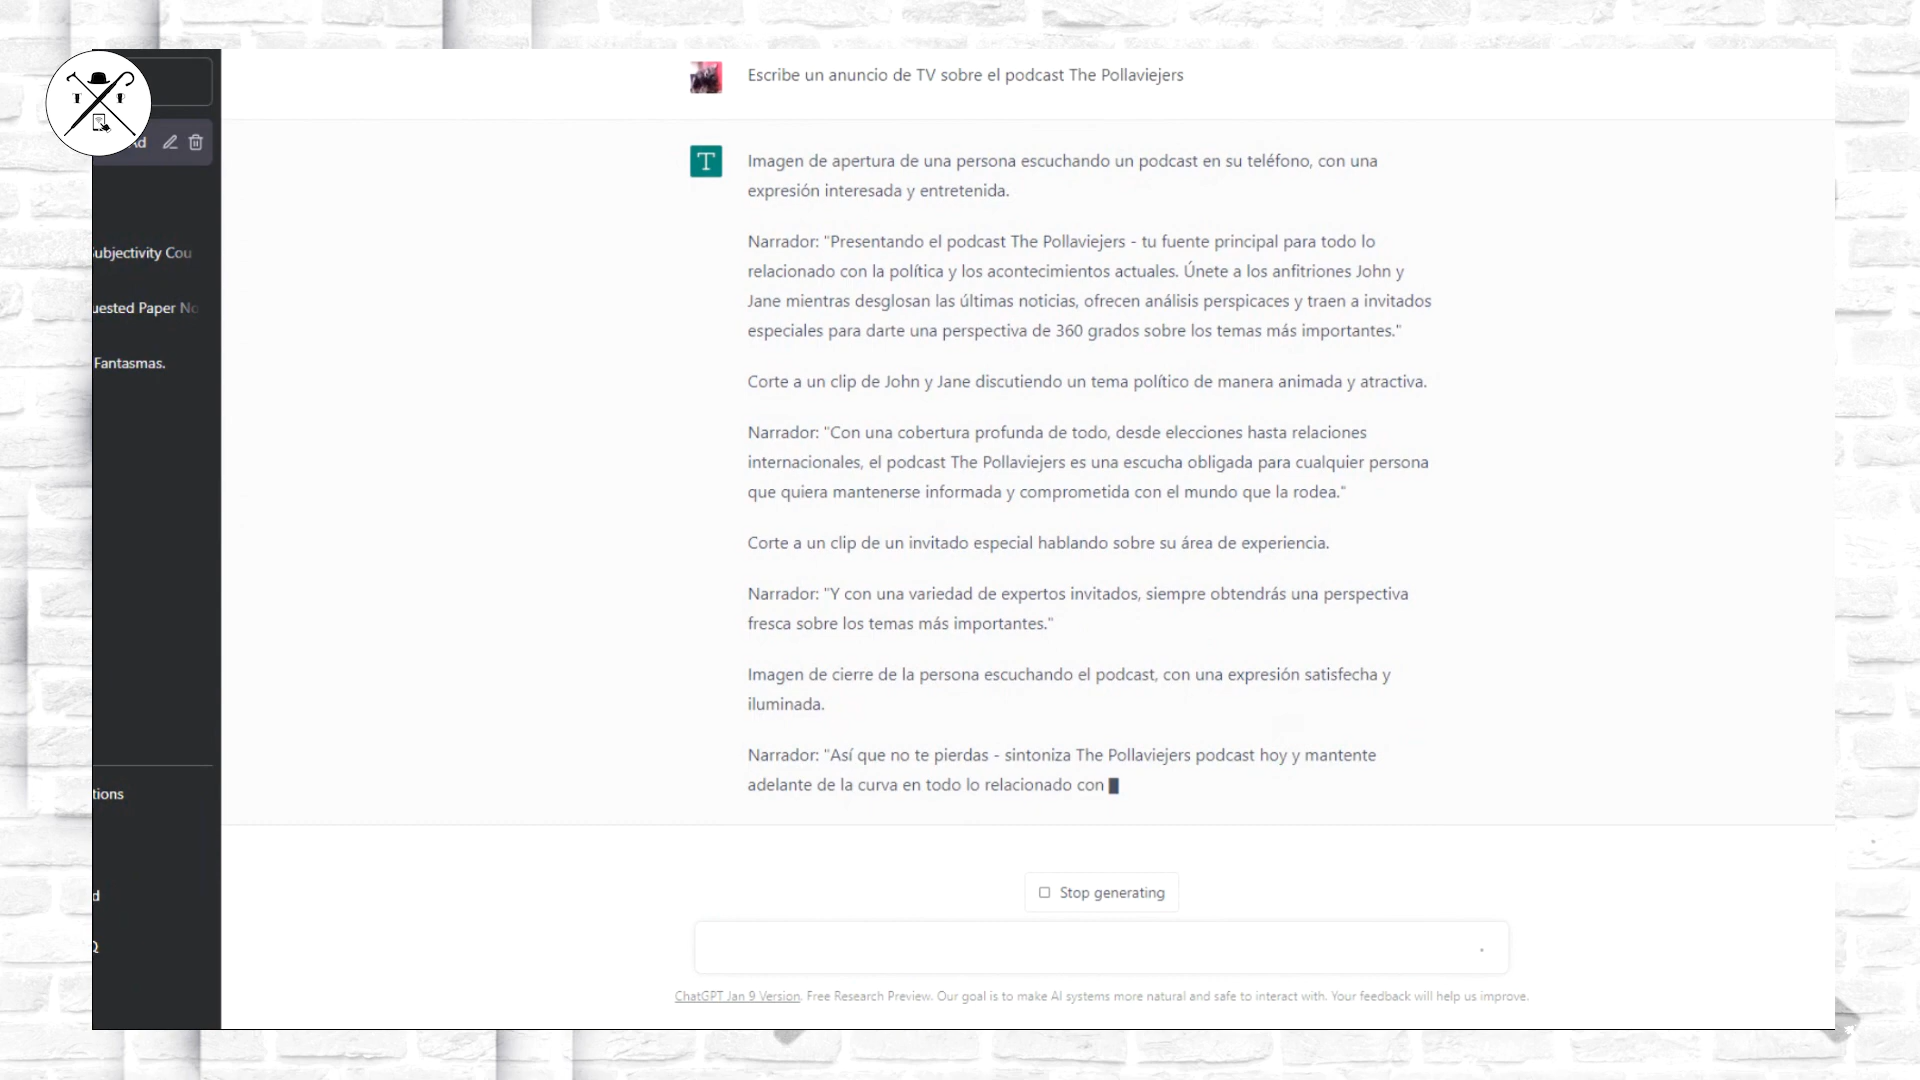 T P
Ad
ubjectivity Cou
uested Paper No
Fantasmas.
tions
d
Escribe un anuncio de TV sobre el podcast The Pollaviejers
T
Imagen de apertura de una persona escuchando un podcast en su teléfono, con una
expresión interesada y entretenida.
Narrador: "Presentando el podcast The Pollaviejers - tu fuente principal para todo lo
relacionado con la política y los acontecimientos actuales. Únete a los anfitriones John y
Jane mientras desglosan las últimas noticias, ofrecen análisis perspicaces y traen a invitados
especiales para darte una perspectiva de 360 grados sobre los temas más importantes."
Corte a un clip de John y Jane discutiendo un tema político de manera animada y atractiva.
Narrador: "Con una cobertura profunda de todo, desde elecciones hasta relaciones
internacionales, el podcast The Pollaviejers es una escucha obligada para cualquier persona
que quiera mantenerse informada y comprometida con el mundo que la rodea."
Corte a un clip de un invitado especial hablando sobre su área de experiencia.
Narrador: "Y con una variedad de expertos invitados, siempre obtendrás una perspectiva
fresca sobre los temas más importantes."
Imagen de cierre de la persona escuchando el podcast, con una expresión satisfecha y
iluminada.
Narrador: "Así que no te pierdas - sintoniza The Pollaviejers podcast hoy y mantente
adelante de la curva en todo lo relacionado con
Stop generating
ChatGPT Jan 9 Version. Free Research Preview. Our goal is to make AI systems more natural and safe to interact with. Your feedback will help us improve.